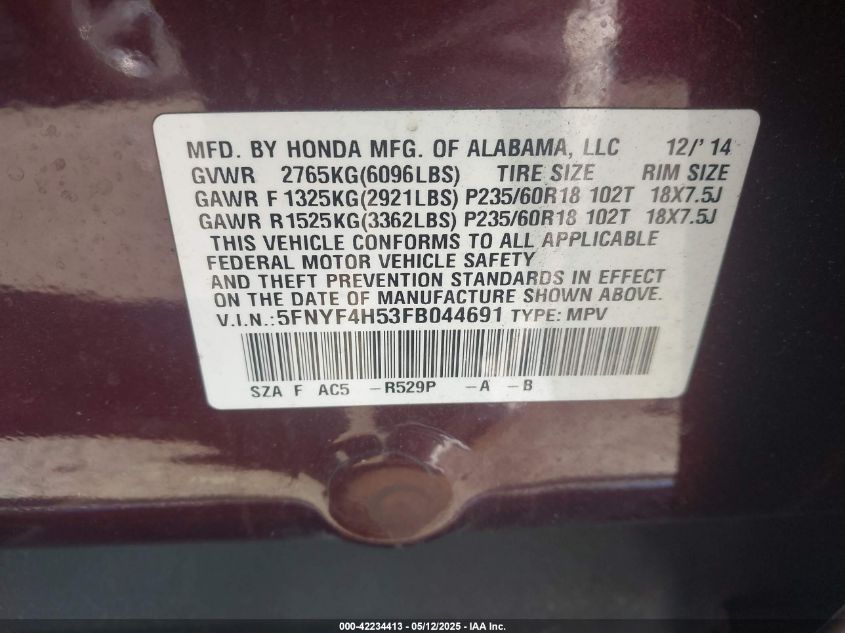 MFD. BY HONDA MFG. OF ALABAMA, LLC 12/'14
GVWR 2765KG(6096LBS) TIRE SIZE RIM SIZE
GAWR F 1325KG(2921LBS) P235/60R18 102T 18X7.5J
GAWR R1525KG(3362LBS) P235/60R18 102T 18X7.5J
THIS VEHICLE CONFORMS TO ALL APPLICABLE
FEDERAL MOTOR VEHICLE SAFETY
AND THEFT PREVENTION STANDARDS IN EFFECT
ON THE DATE OF MANUFACTURE SHOWN ABOVE.
V.I.N.:5FNYF4H53FB044691 TYPE: MPV
SZA F AC5 -R529P -A -B
000-42234413 - 05/12/2025 - IAA Inc.